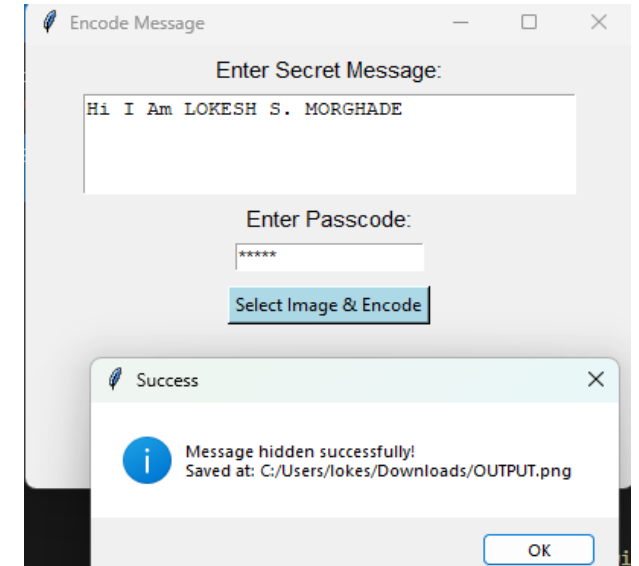 Encode Message
Enter Secret Message:
Hi I Am LOKESH S. MORGHADE
Enter Passcode:
*****
Select Image & Encode
Success
Message hidden successfully!
Saved at: C:/Users/lokes/Downloads/OUTPUT.png
OK